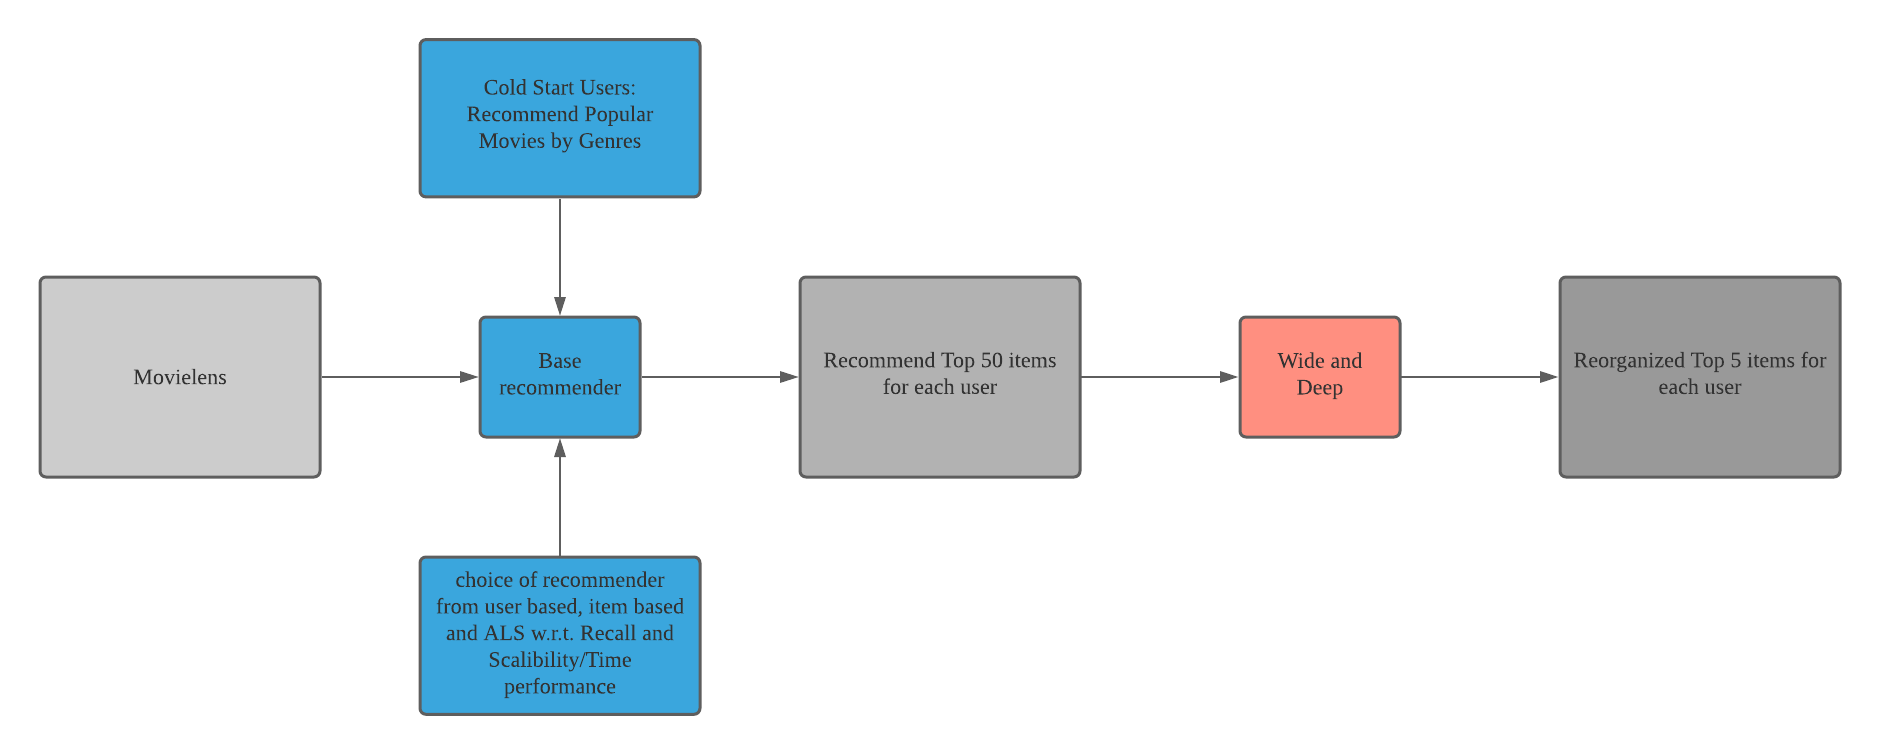 Cold Start Users:
Recommend Popular
Movies by Genres
Movielens
Base
recommender
Recommend Top 50 items
for each user
Wide and
Deep
Reorganized Top 5 items for
each user
choice of recommender
from user based, item based
and ALS w.r.t. Recall and
Scalibility/Time
performance